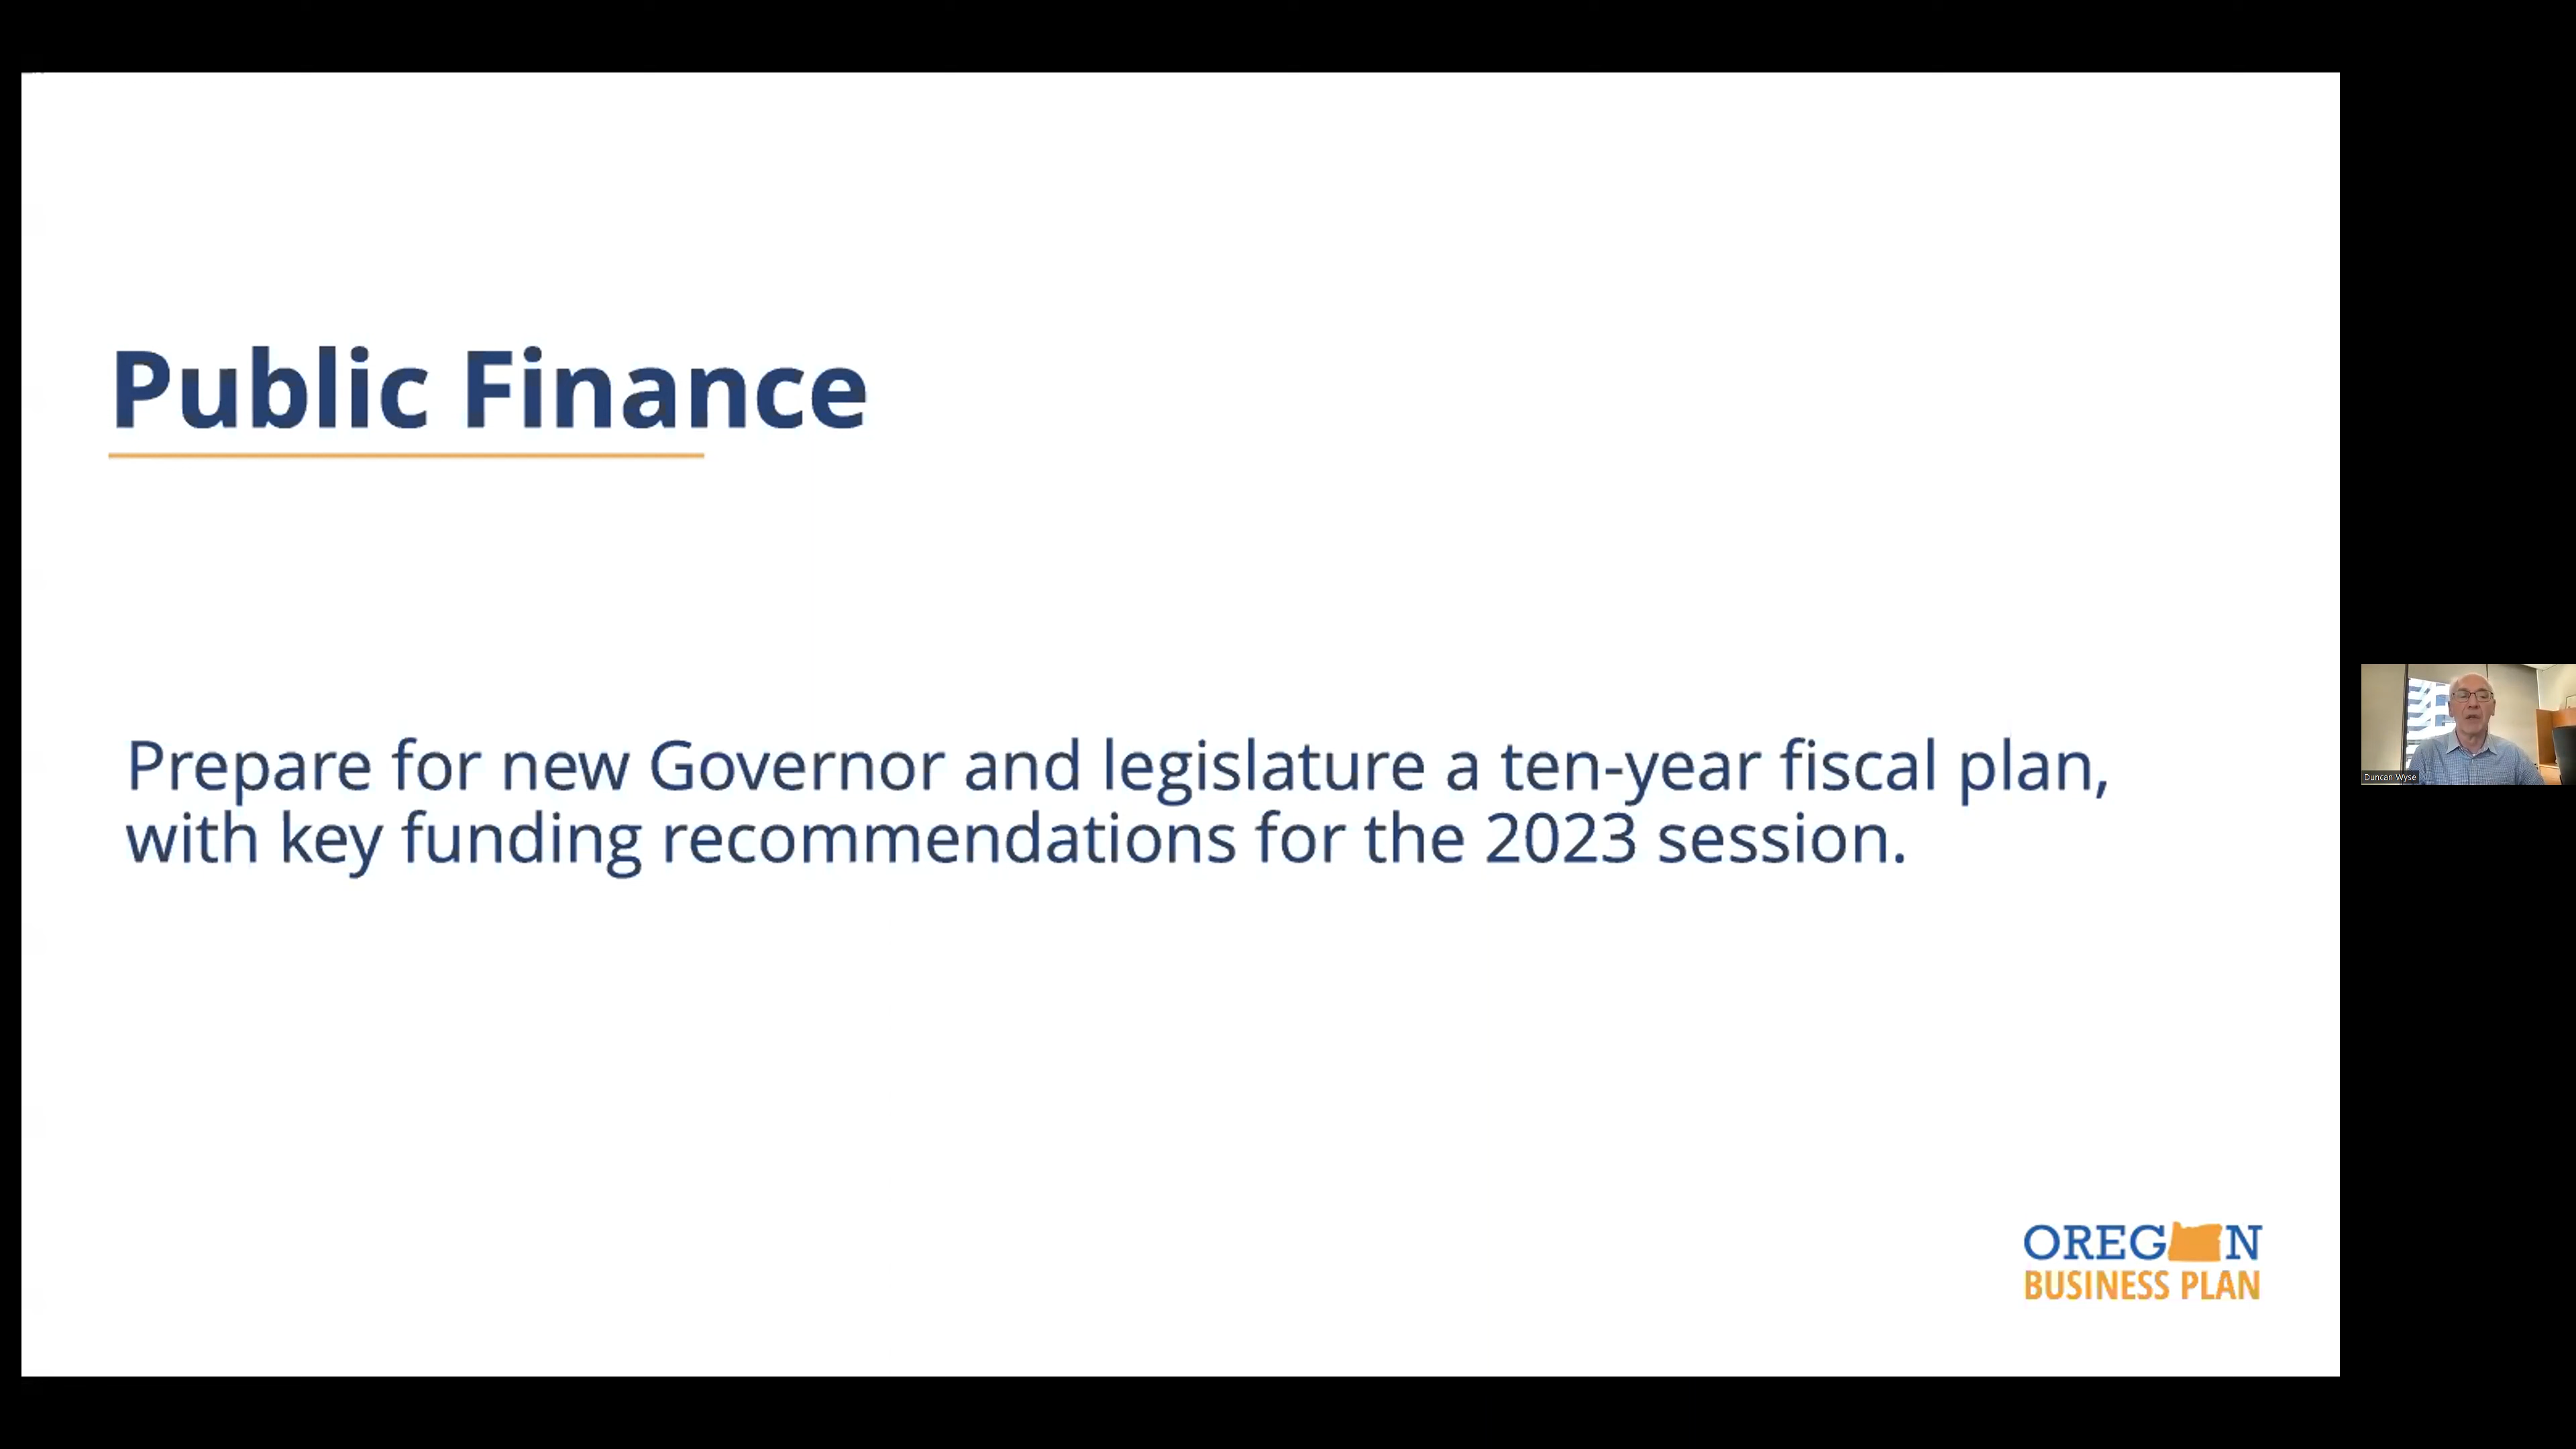 Public Finance
Prepare for new Governor and legislature a ten-year fiscal plan,
with key funding recommendations for the 2023 session.
Duncan Wyse
OREGON
BUSINESS PLAN